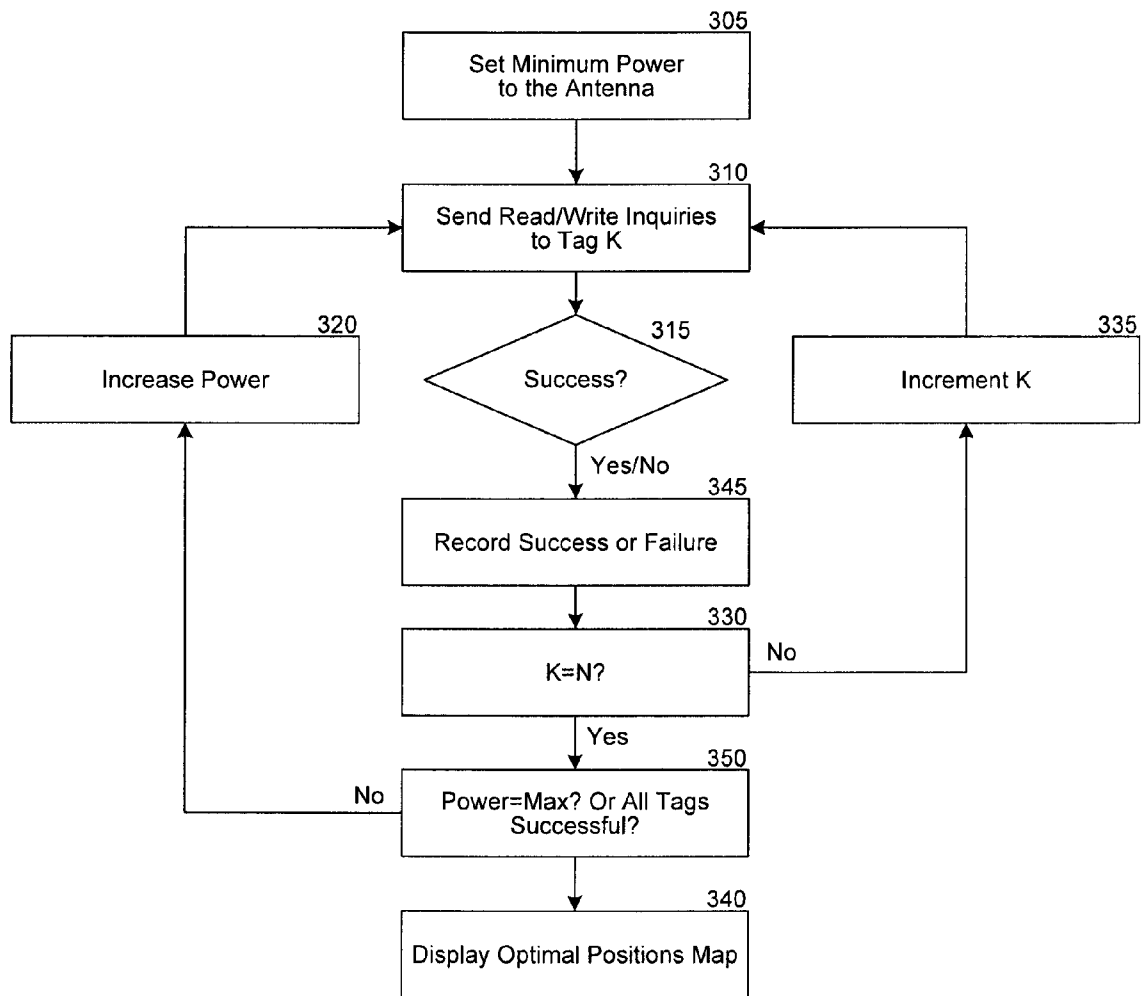 305
Set Minimum Power
to the Antenna
310
Send Read/Write Inquiries
to Tag K
320
Increase Power
315
Success?
335
Increment K
Yes/No
345
Record Success or Failure
330
K=N?
No
Yes
350
No
Power=Max? Or All Tags
Successful?
340
Display Optimal Positions Map